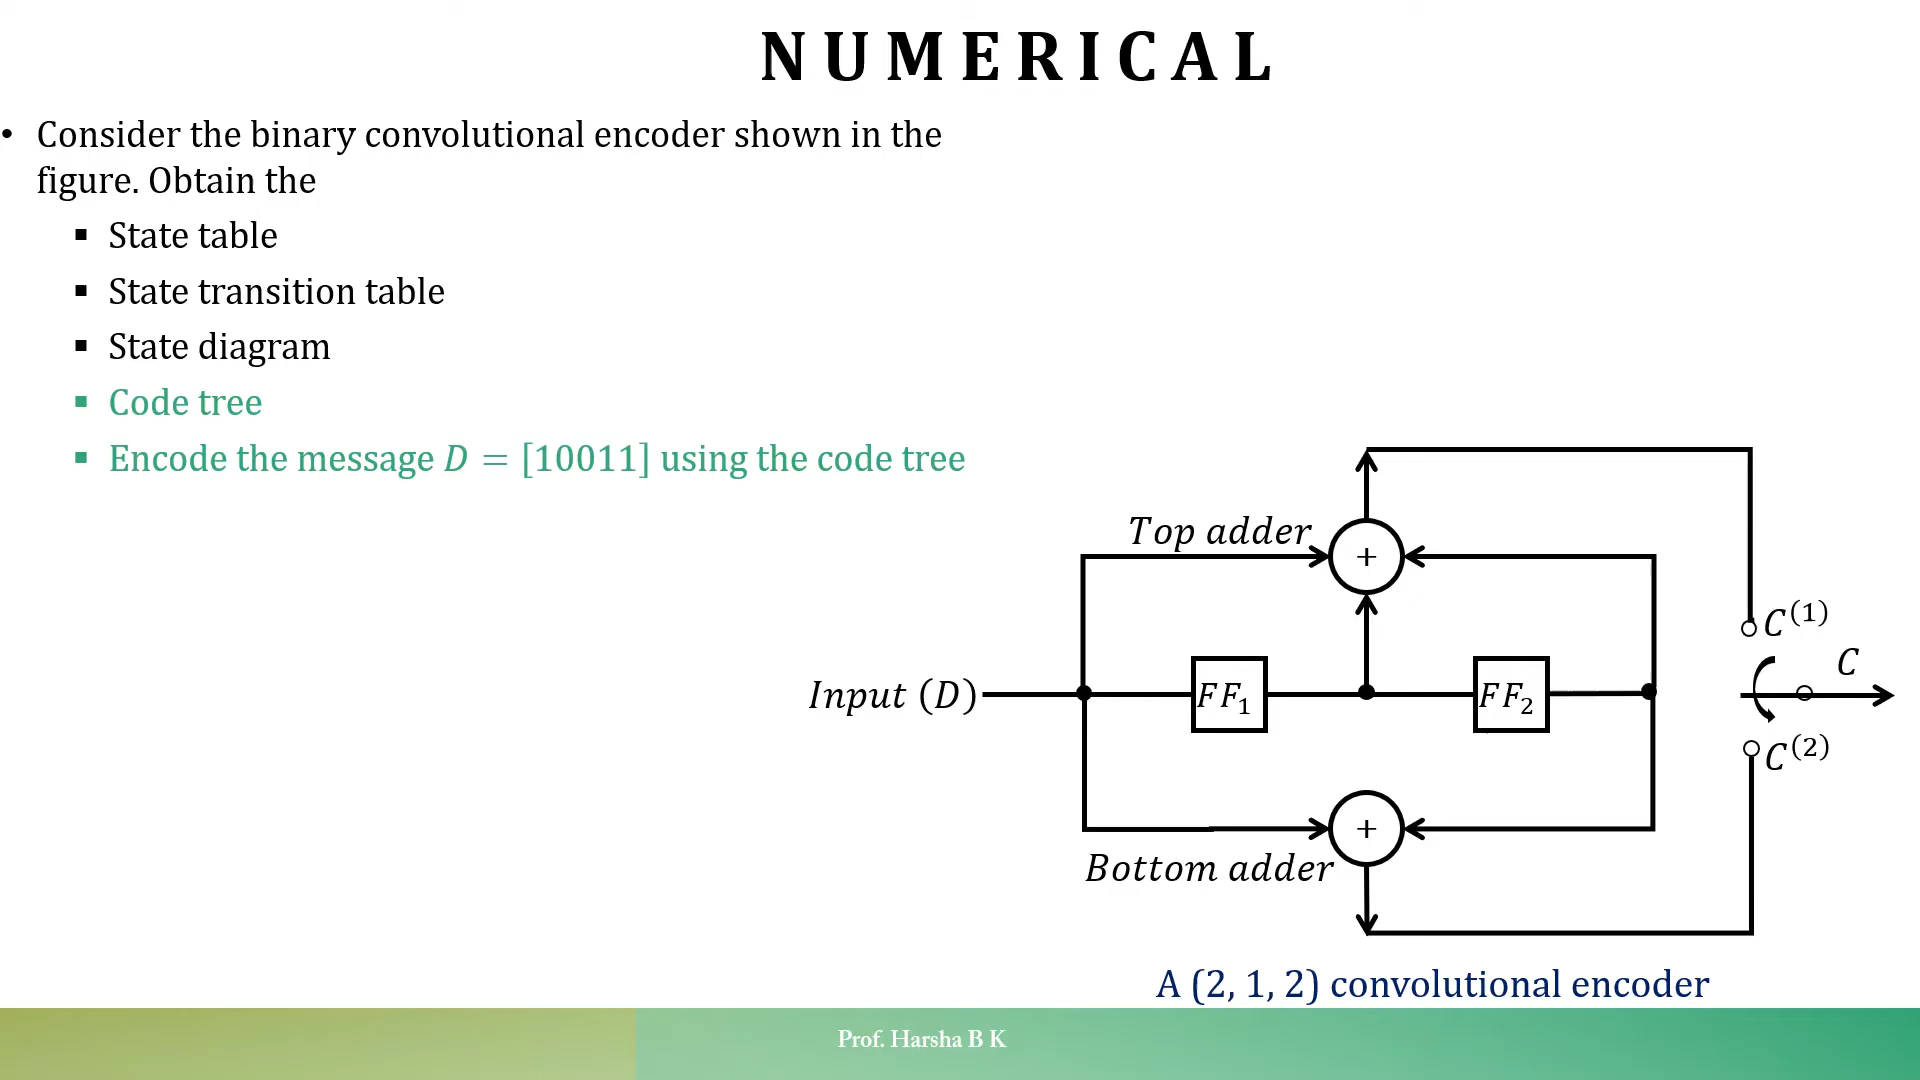 NUMERICAL
• Consider the binary convolutional encoder shown in the
figure. Obtain the
▪ State table
▪ State transition table
▪ State diagram
▪ Code tree
▪ Encode the message D = [10011] using the code tree
Top adder
+
C⁽¹⁾
C
Input (D)
FF₁
FF₂
C⁽²⁾
+
Bottom adder
A (2, 1, 2) convolutional encoder
Prof. Harsha B K